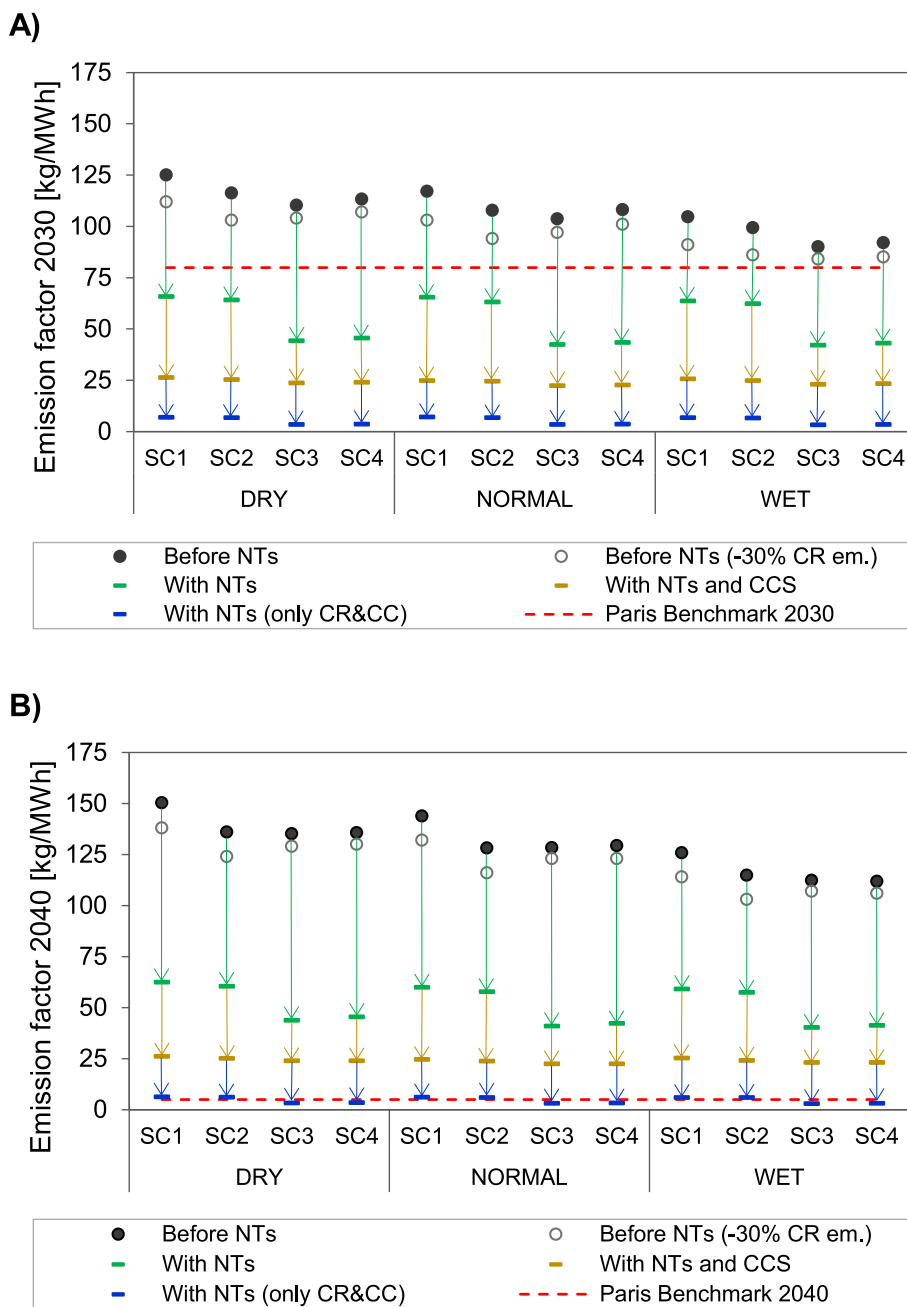 A)
Emission factor 2030 [kg/MWh]
175
150
125
100
75
50
25
0
SC1 SC2 SC3 SC4 SC1 SC2 SC3 SC4 SC1 SC2 SC3 SC4
DRY NORMAL WET
Before NTs Before NTs (-30% CR em.)
With NTs With NTs and CCS
With NTs (only CR&CC) Paris Benchmark 2030
B)
Emission factor 2040 [kg/MWh]
175
150
125
100
75
50
25
0
SC1 SC2 SC3 SC4 SC1 SC2 SC3 SC4 SC1 SC2 SC3 SC4
DRY NORMAL WET
Before NTs Before NTs (-30% CR em.)
With NTs With NTs and CCS
With NTs (only CR&CC) Paris Benchmark 2040